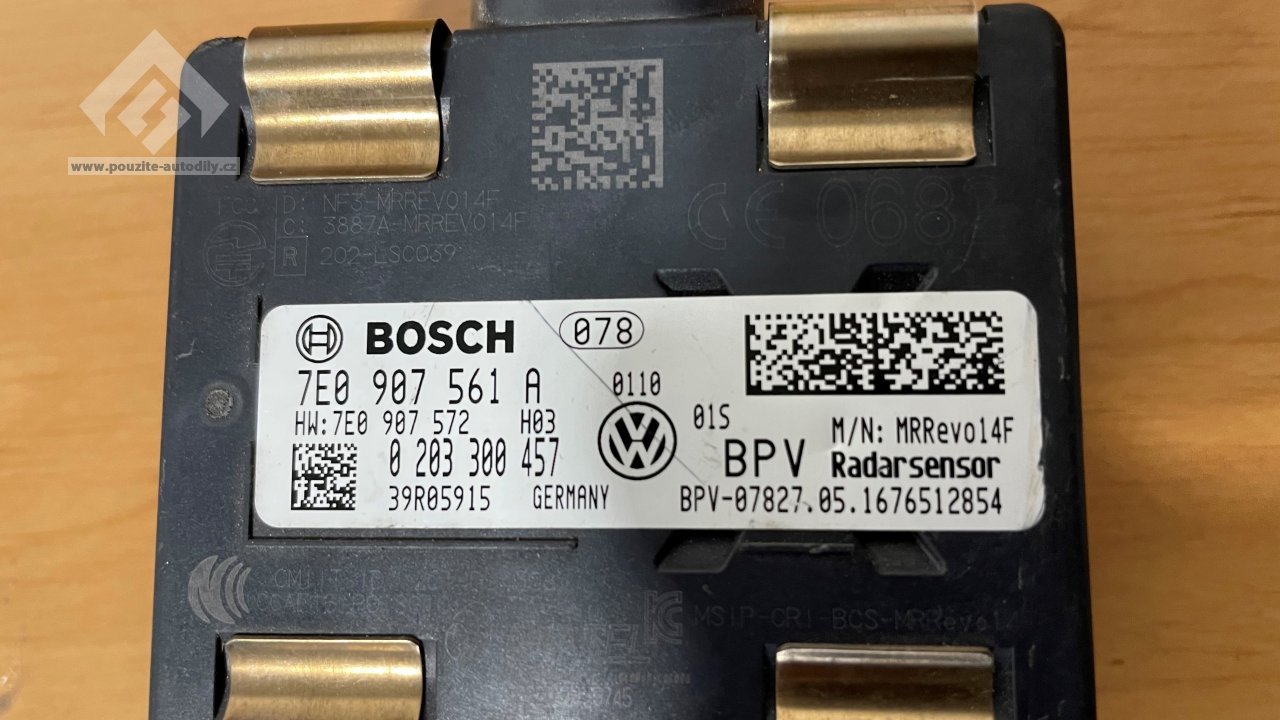 www.pouzite-autodily.cz
FCC ID: NF3-MRREVO14F
IC: 3887A-MRREVO14F
R 202-LSC039
CE 0682
BOSCH 078
7E0 907 561 A 0110
HW:7E0 907 572 H03 01S M/N: MRRevo14F
0 203 300 457 BPV Radarsensor
39R05915 GERMANY BPV-07827.05.1676512854
MSIP-CRI-BCS-MRRevo14